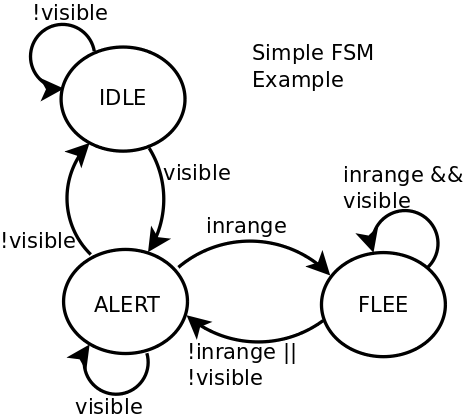 !visible
Simple FSM
Example
IDLE
visible
inrange &&
visible
!visible
inrange
ALERT
FLEE
!inrange ||
!visible
visible